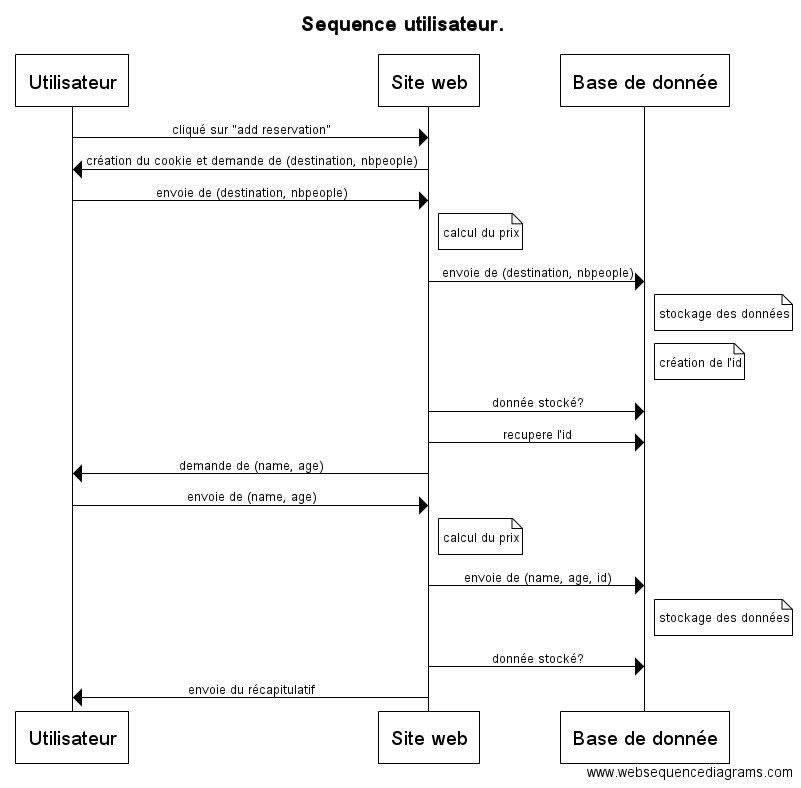 Sequence utilisateur.
Utilisateur
Site web
Base de donnée
cliqué sur "add reservation"
création du cookie et demande de (destination, nbpeople)
envoie de (destination, nbpeople)
calcul du prix
envoie de (destination, nbpeople)
stockage des données
création de l'id
donnée stocké?
recupere l'id
demande de (name, age)
envoie de (name, age)
calcul du prix
envoie de (name, age, id)
stockage des données
donnée stocké?
envoie du récapitulatif
Utilisateur
Site web
Base de donnée
www.websequencediagrams.com